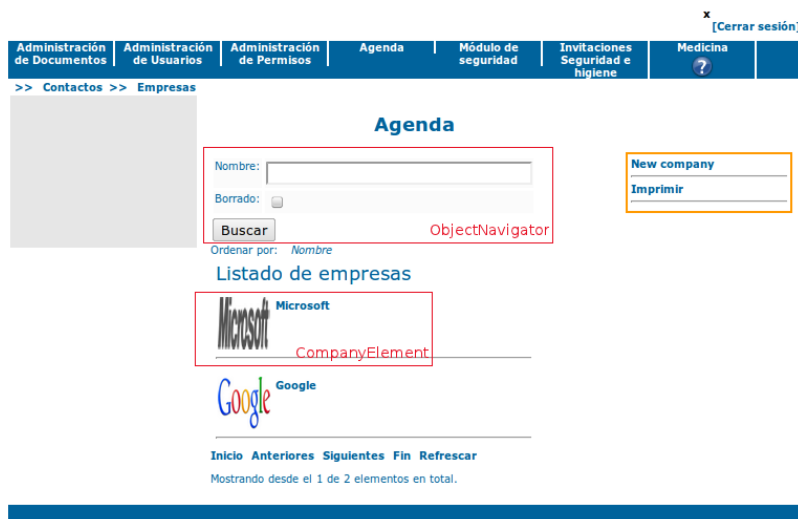 x
[Cerrar sesión]
Administración de Documentos
Administración de Usuarios
Administración de Permisos
Agenda
Módulo de seguridad
Invitaciones Seguridad e higiene
Medicina
?
>> Contactos >> Empresas
Agenda
Nombre:
New company
Imprimir
Borrado:
Buscar
ObjectNavigator
Ordenar por: Nombre
Listado de empresas
Microsoft
Microsoft
CompanyElement
Google
Google
Inicio Anteriores Siguientes Fin Refrescar
Mostrando desde el 1 de 2 elementos en total.